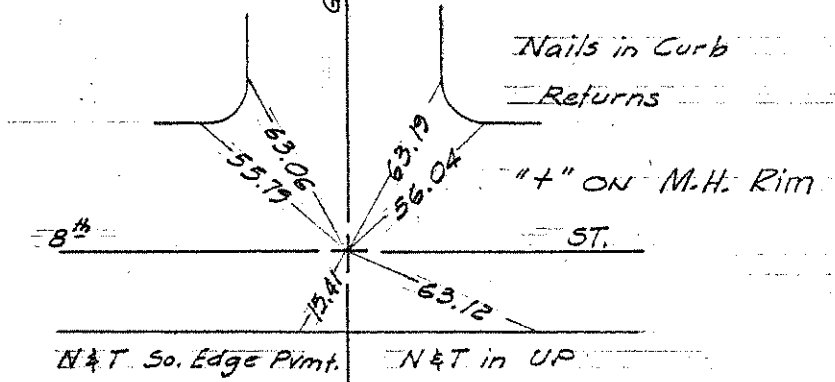 G
Nails in Curb
Returns
63.06
55.79
63.19
56.04
"+" ON M.H. Rim
8th
ST.
15.41
63.12
N&T So. Edge Pvmt.
N&T in UP